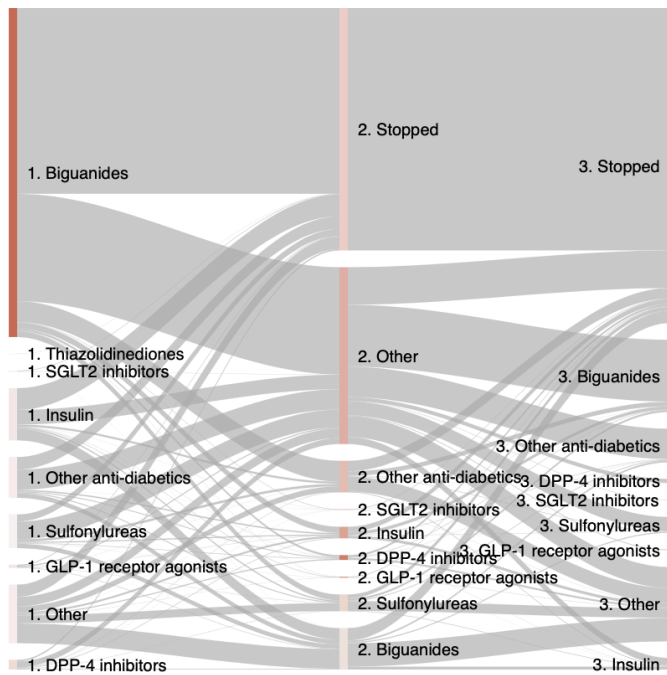 1. Biguanides
1. Thiazolidinediones
1. SGLT2 inhibitors
1. Insulin
1. Other anti-diabetics
1. Sulfonylureas
1. GLP-1 receptor agonists
1. Other
1. DPP-4 inhibitors
2. Stopped
2. Other
2. Other anti-diabetics
2. SGLT2 inhibitors
2. Insulin
2. DPP-4 inhibitors
2. GLP-1 receptor agonists
2. Sulfonylureas
2. Biguanides
3. Stopped
3. Biguanides
3. Other anti-diabetics
3. DPP-4 inhibitors
3. SGLT2 inhibitors
3. Sulfonylureas
3. GLP-1 receptor agonists
3. Other
3. Insulin